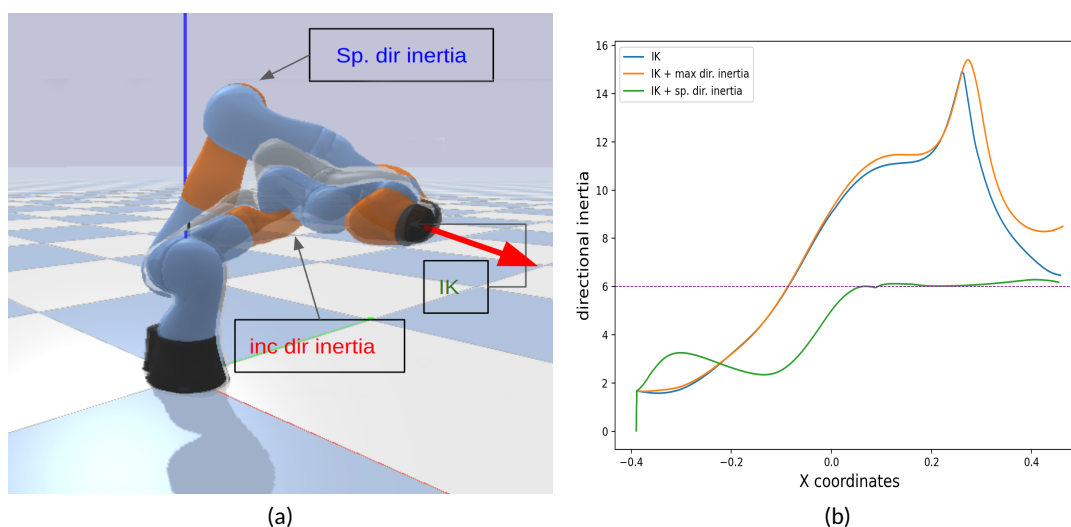 Sp. dir inertia
IK
inc dir inertia
(a)
16
14
12
10
8
6
4
2
0
directional inertia
IK
IK + max dir. inertia
IK + sp. dir. inertia
−0.4
−0.2
0.0
0.2
0.4
X coordinates
(b)